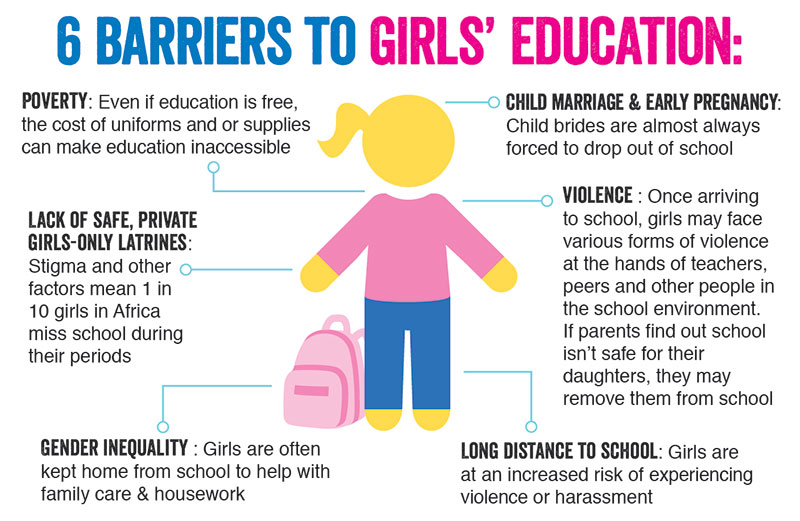 6 BARRIERS TO GIRLS' EDUCATION:
POVERTY: Even if education is free,
the cost of uniforms and or supplies
can make education inaccessible
CHILD MARRIAGE & EARLY PREGNANCY:
Child brides are almost always
forced to drop out of school
LACK OF SAFE, PRIVATE
GIRLS-ONLY LATRINES:
Stigma and other
factors mean 1 in
10 girls in Africa
miss school during
their periods
VIOLENCE : Once arriving
to school, girls may face
various forms of violence
at the hands of teachers,
peers and other people in
the school environment.
If parents find out school
isn't safe for their
daughters, they may
remove them from school
GENDER INEQUALITY : Girls are often
kept home from school to help with
family care & housework
LONG DISTANCE TO SCHOOL: Girls are
at an increased risk of experiencing
violence or harassment